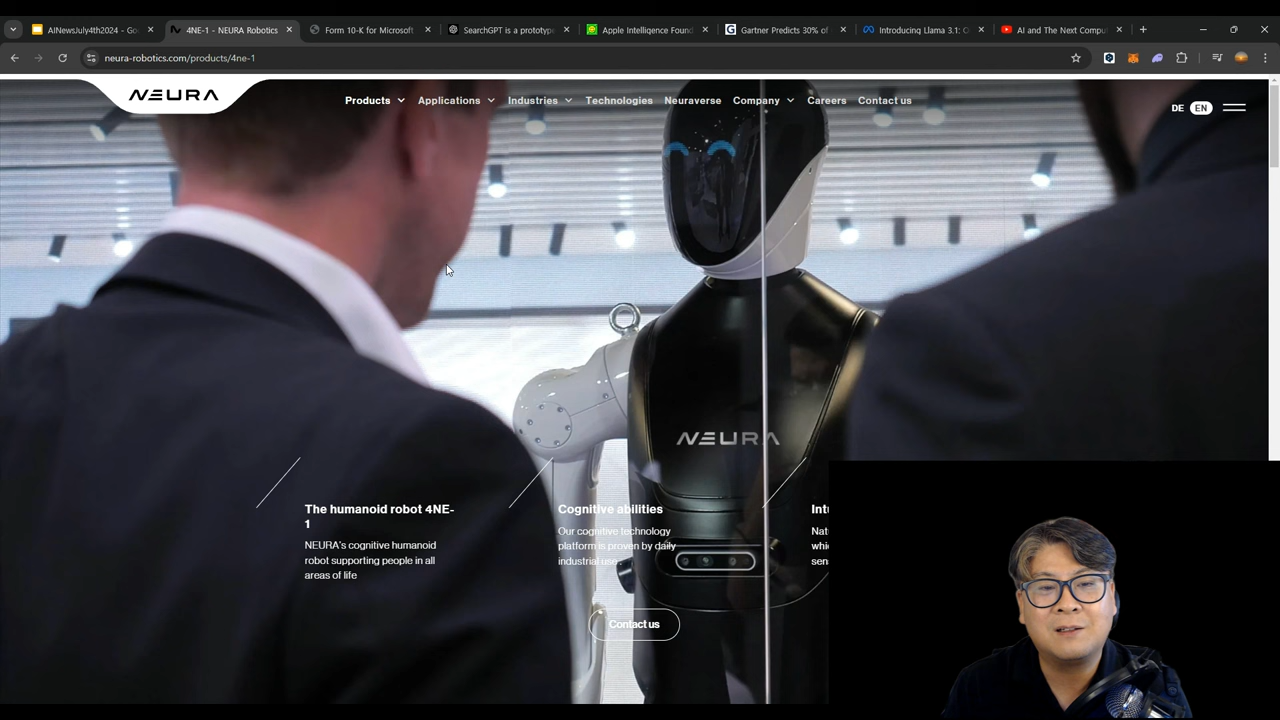 AINewsJuly4th2024 - Go
4NE-1 - NEURA Robotics
Form 10-K for Microsoft
SearchGPT is a prototype
Apple Intelligence Found
Gartner Predicts 30% of
Introducing Llama 3.1: O
AI and The Next Compu
neura-robotics.com/products/4ne-1
NEURA
Products
Applications
Industries
Technologies
Neuraverse
Company
Careers
Contact us
DE
EN
NEURA
The humanoid robot 4NE-
1
NEURA's cognitive humanoid
robot supporting people in all
areas of life
Cognitive abilities
Our cognitive technology
platform is proven by daily
industrial use.
Intu
Nat
whi
sens
Contact us